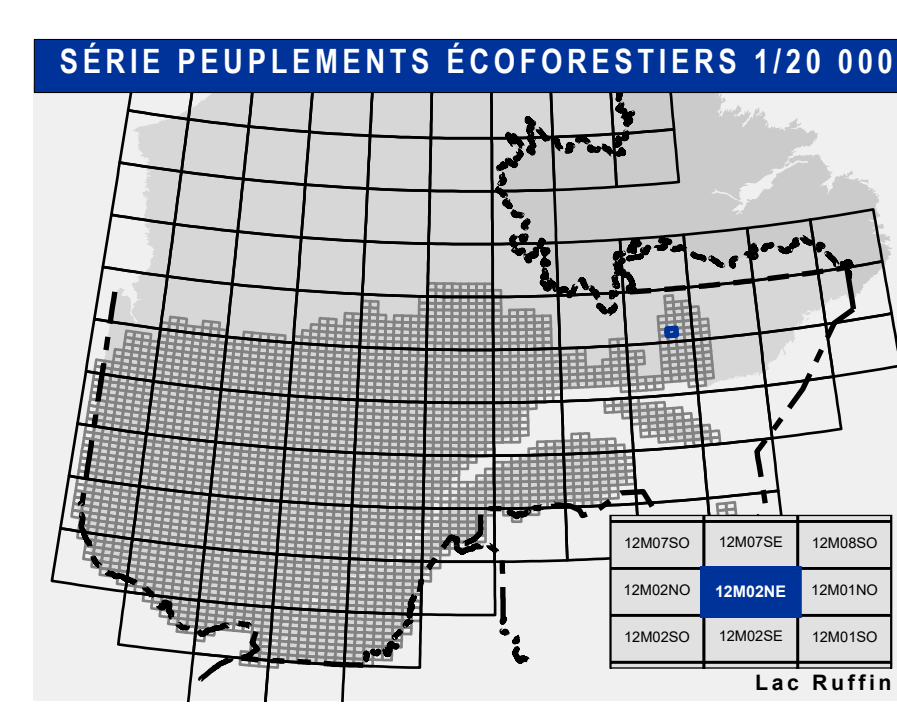 SÉRIE PEUPLEMENTS ÉCOFORESTIERS 1/20 000
12M07SO 12M07SE 12M08SO
12M02NO 12M02NE 12M01NO
12M02SO 12M02SE 12M01SO
Lac Ruffin